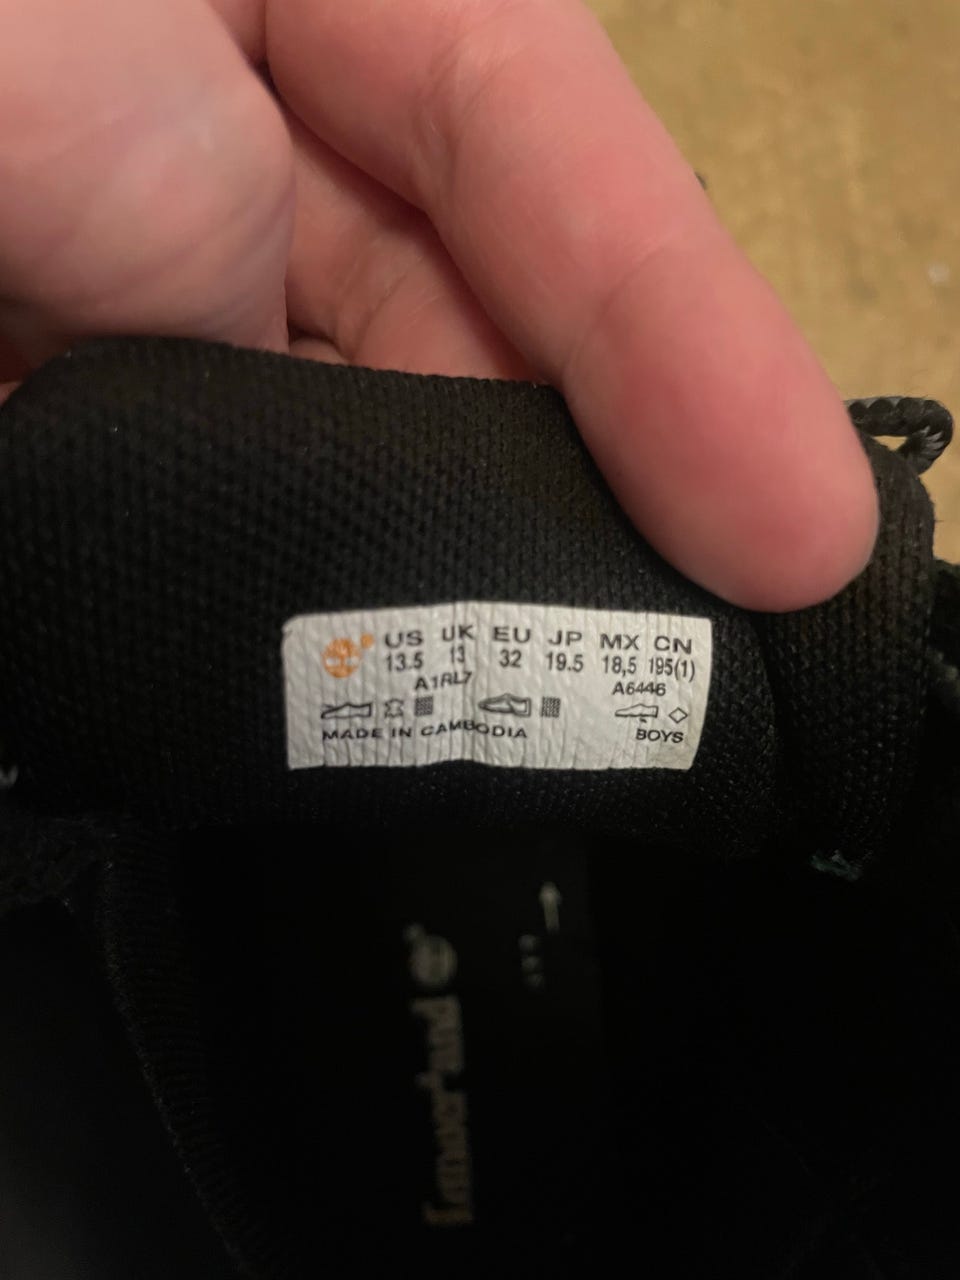 US UK EU JP MX CN
13.5 13 32 19.5 18,5 195(1)
A1RL7 A6446
MADE IN CAMBODIA BOYS
Timberland